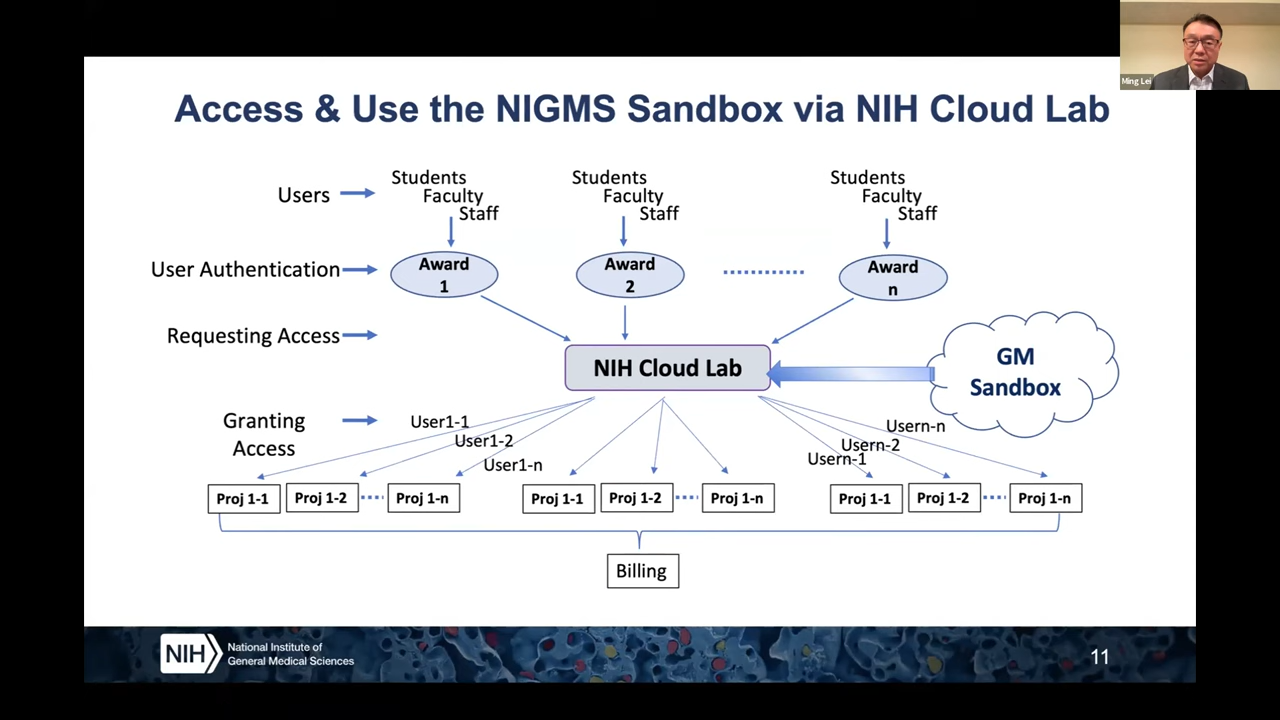 Ming Lei
Access & Use the NIGMS Sandbox via NIH Cloud Lab
Users
Students
Faculty
Staff
Students
Faculty
Staff
Students
Faculty
Staff
User Authentication
Award
1
Award
2
Award
n
Requesting Access
NIH Cloud Lab
GM
Sandbox
Granting
Access
User1-1
User1-2
User1-n
Usern-n
Usern-2
Usern-1
Proj 1-1
Proj 1-2
Proj 1-n
Proj 1-1
Proj 1-2
Proj 1-n
Proj 1-1
Proj 1-2
Proj 1-n
Billing
NIH
National Institute of
General Medical Sciences
11